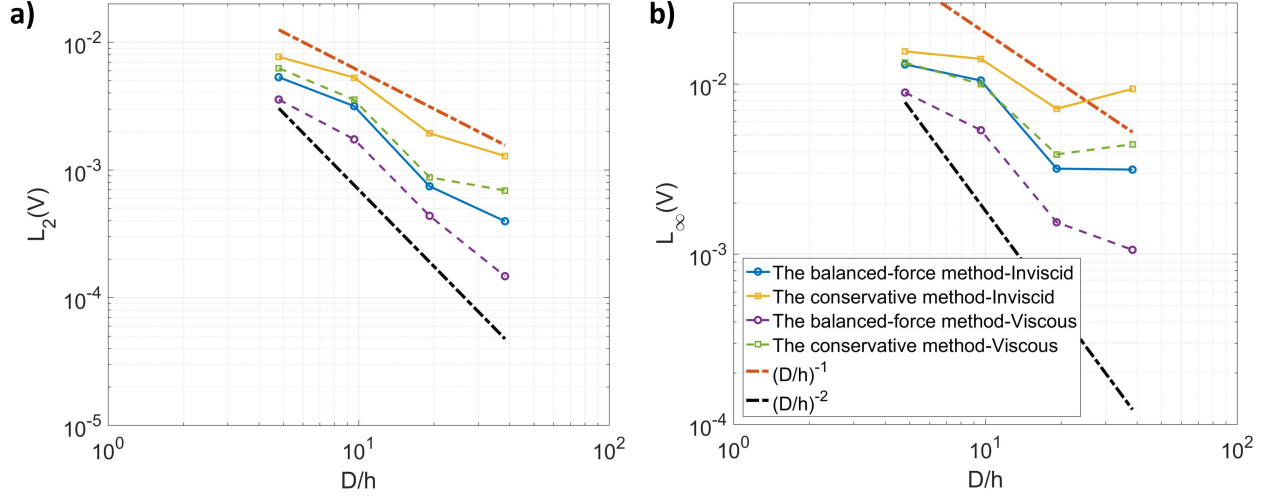 a)
10^-2
10^-3
10^-4
10^-5
L_2(V)
10^0
10^1
10^2
D/h
b)
10^-2
10^-3
10^-4
L_∞(V)
The balanced-force method-Inviscid
The conservative method-Inviscid
The balanced-force method-Viscous
The conservative method-Viscous
(D/h)^-1
(D/h)^-2
10^0
10^1
10^2
D/h